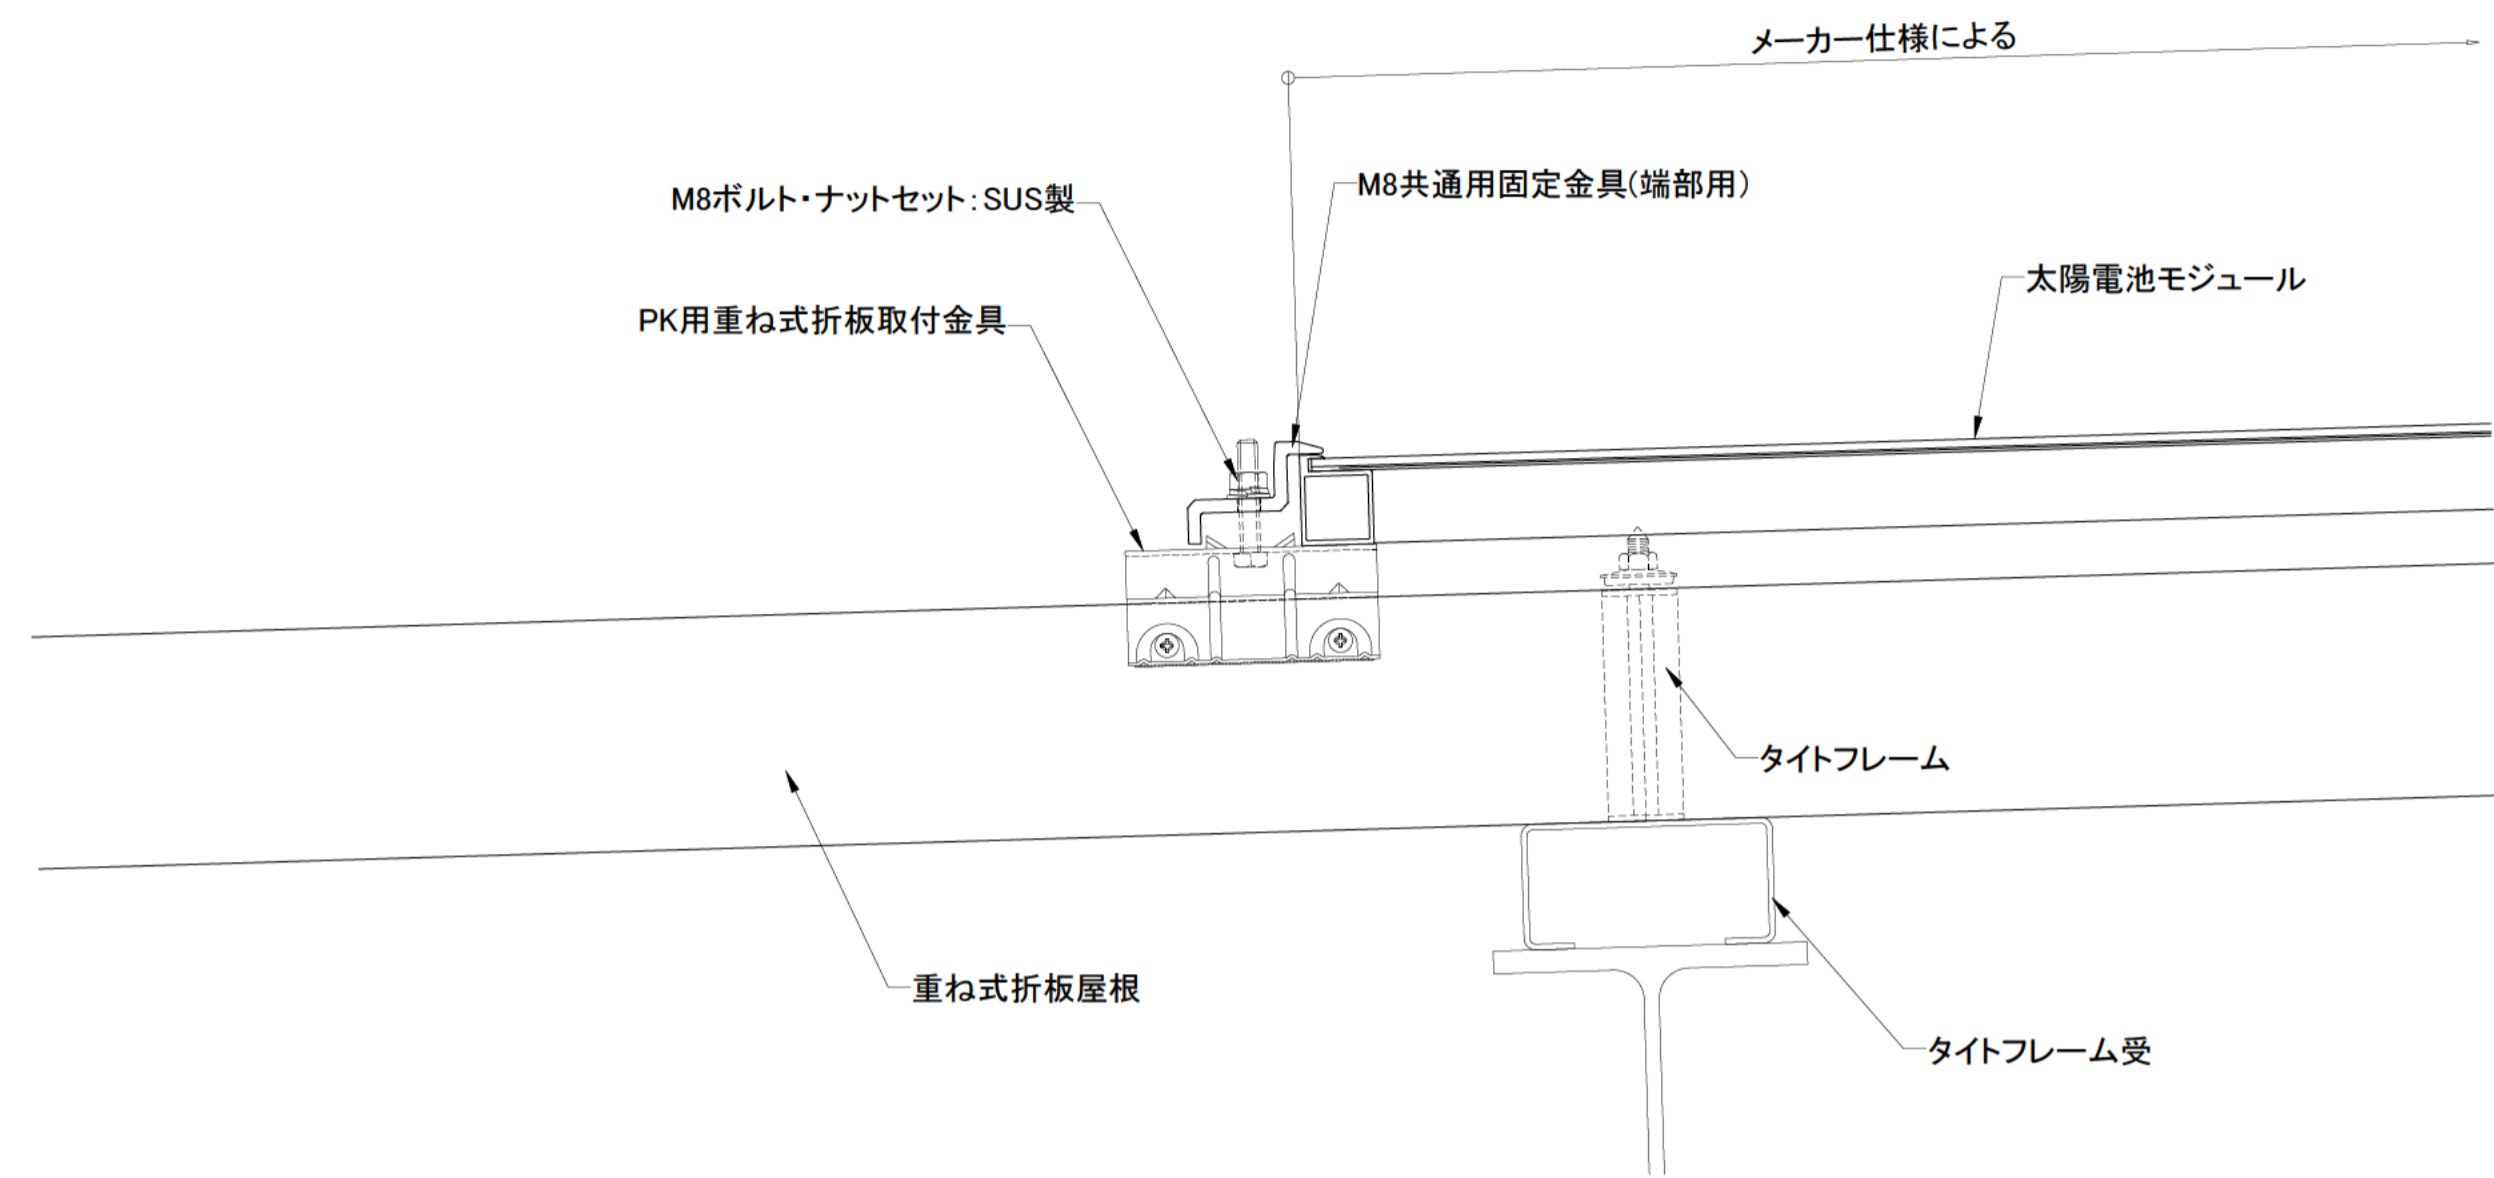 メーカー仕様による
M8ボルト・ナットセット：SUS製
M8共通用固定金具(端部用)
太陽電池モジュール
PK用重ね式折板取付金具
タイトフレーム
重ね式折板屋根
タイトフレーム受